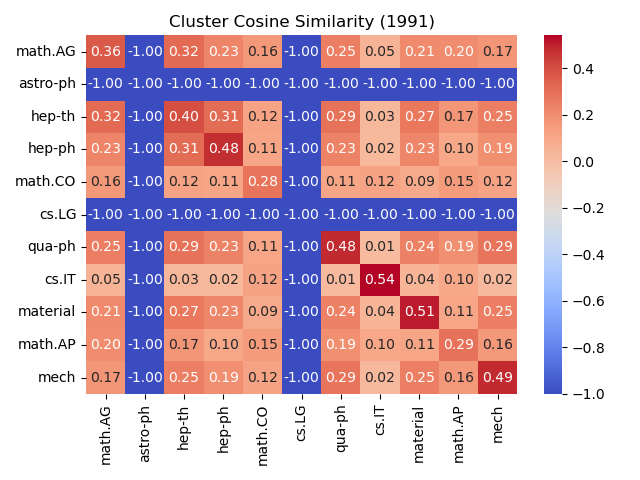 Cluster Cosine Similarity (1991)
math.AG 0.36 -1.00 0.32 0.23 0.16 -1.00 0.25 0.05 0.21 0.20 0.17
astro-ph -1.00 -1.00 -1.00 -1.00 -1.00 -1.00 -1.00 -1.00 -1.00 -1.00 -1.00
hep-th 0.32 -1.00 0.40 0.31 0.12 -1.00 0.29 0.03 0.27 0.17 0.25
hep-ph 0.23 -1.00 0.31 0.48 0.11 -1.00 0.23 0.02 0.23 0.10 0.19
math.CO 0.16 -1.00 0.12 0.11 0.28 -1.00 0.11 0.12 0.09 0.15 0.12
cs.LG -1.00 -1.00 -1.00 -1.00 -1.00 -1.00 -1.00 -1.00 -1.00 -1.00 -1.00
qua-ph 0.25 -1.00 0.29 0.23 0.11 -1.00 0.48 0.01 0.24 0.19 0.29
cs.IT 0.05 -1.00 0.03 0.02 0.12 -1.00 0.01 0.54 0.04 0.10 0.02
material 0.21 -1.00 0.27 0.23 0.09 -1.00 0.24 0.04 0.51 0.11 0.25
math.AP 0.20 -1.00 0.17 0.10 0.15 -1.00 0.19 0.10 0.11 0.29 0.16
mech 0.17 -1.00 0.25 0.19 0.12 -1.00 0.29 0.02 0.25 0.16 0.49
math.AG astro-ph hep-th hep-ph math.CO cs.LG qua-ph cs.IT material math.AP mech
0.4
0.2
0.0
−0.2
−0.4
−0.6
−0.8
−1.0